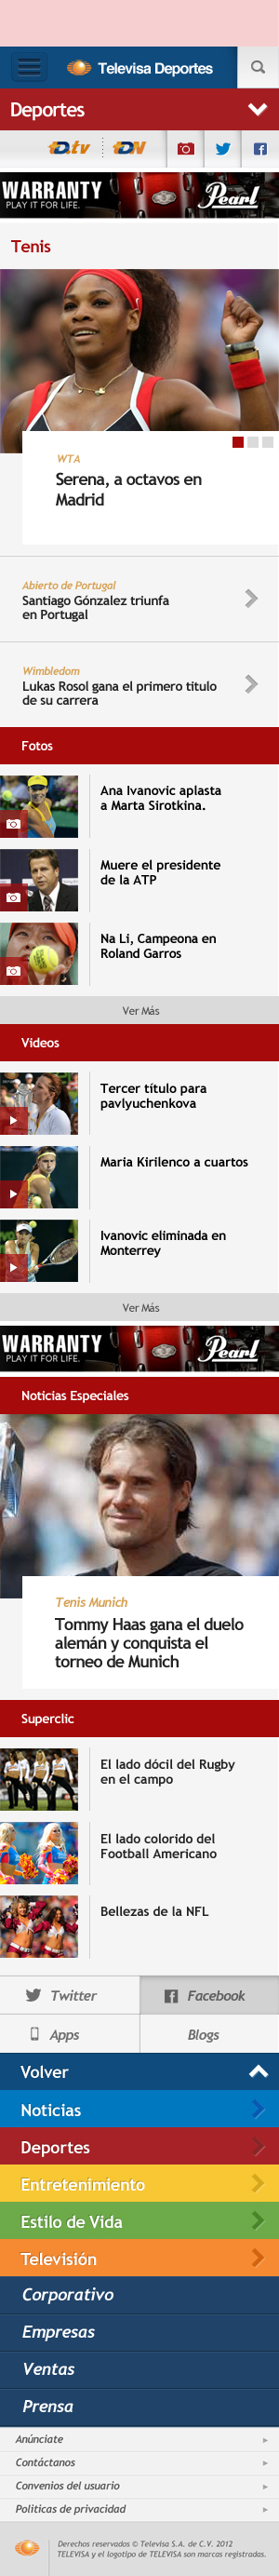 Televisa Deportes
Deportes
TD.tv TDN
WARRANTY
PLAY IT FOR LIFE.
Pearl
Tenis
WTA
Serena, a octavos en
Madrid
Abierto de Portugal
Santiago Gónzalez triunfa
en Portugal
Wimbledom
Lukas Rosol gana el primero titulo
de su carrera
Fotos
Ana Ivanovic aplasta
a Marta Sirotkina.
Muere el presidente
de la ATP
Na Li, Campeona en
Roland Garros
Ver Más
Videos
Tercer título para
pavlyuchenkova
Maria Kirilenco a cuartos
Ivanovic eliminada en
Monterrey
Ver Más
WARRANTY
PLAY IT FOR LIFE.
Pearl
Noticias Especiales
Tenis Munich
Tommy Haas gana el duelo
alemán y conquista el
torneo de Munich
Superclic
El lado dócil del Rugby
en el campo
El lado colorido del
Football Americano
Bellezas de la NFL
Twitter Facebook
Apps Blogs
Volver
Noticias
Deportes
Entretenimiento
Estilo de Vida
Televisión
Corporativo
Empresas
Ventas
Prensa
Anúnciate
Contáctanos
Convenios del usuario
Politicas de privacidad
Derechos reservados © Televisa S.A. de C.V. 2012
TELEVISA y el logotipo de TELEVISA son marcas registradas.